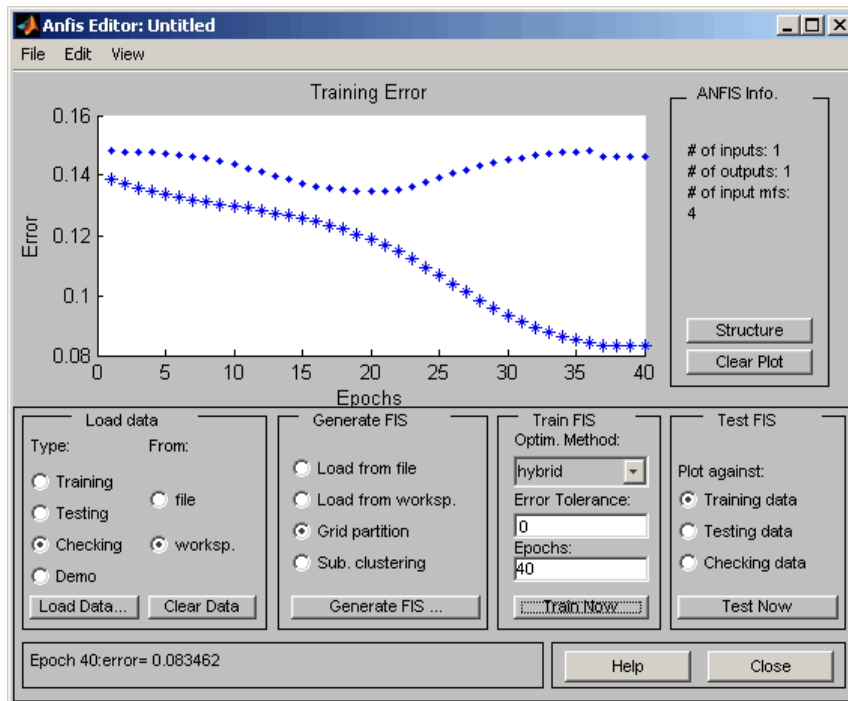 Anfis Editor: Untitled
File Edit View
Training Error
0.16
0.14
0.12
0.1
0.08
Error
0 5 10 15 20 25 30 35 40
Epochs
ANFIS Info.
# of inputs: 1
# of outputs: 1
# of input mfs:
4
Structure
Clear Plot
Load data
Type: From:
Training
Testing
Checking
Demo
file
worksp.
Load Data... Clear Data
Generate FIS
Load from file
Load from worksp.
Grid partition
Sub. clustering
Generate FIS ...
Train FIS
Optim. Method:
hybrid
Error Tolerance:
0
Epochs:
40
Train Now
Test FIS
Plot against:
Training data
Testing data
Checking data
Test Now
Epoch 40:error= 0.083462
Help Close